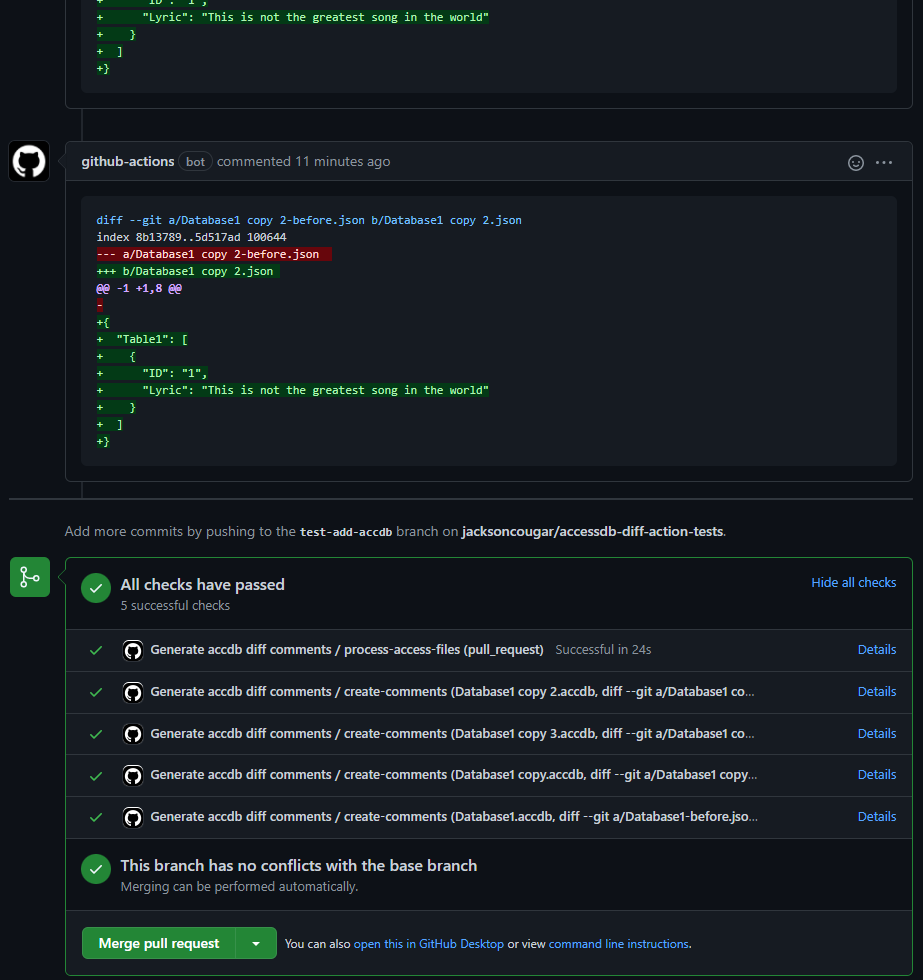 +      "ID": "1",
+      "Lyric": "This is not the greatest song in the world"
+    }
+  ]
+}
github-actions bot commented 11 minutes ago
diff --git a/Database1 copy 2-before.json b/Database1 copy 2.json
index 8b13789..5d517ad 100644
--- a/Database1 copy 2-before.json
+++ b/Database1 copy 2.json
@@ -1 +1,8 @@
-
+{
+  "Table1": [
+    {
+      "ID": "1",
+      "Lyric": "This is not the greatest song in the world"
+    }
+  ]
+}
Add more commits by pushing to the test-add-accdb branch on jacksoncougar/accessdb-diff-action-tests.
All checks have passed
Hide all checks
5 successful checks
Generate accdb diff comments / process-access-files (pull_request) Successful in 24s Details
Generate accdb diff comments / create-comments (Database1 copy 2.accdb, diff --git a/Database1 co... Details
Generate accdb diff comments / create-comments (Database1 copy 3.accdb, diff --git a/Database1 co... Details
Generate accdb diff comments / create-comments (Database1 copy.accdb, diff --git a/Database1 copy... Details
Generate accdb diff comments / create-comments (Database1.accdb, diff --git a/Database1-before.jso... Details
This branch has no conflicts with the base branch
Merging can be performed automatically.
Merge pull request You can also open this in GitHub Desktop or view command line instructions.